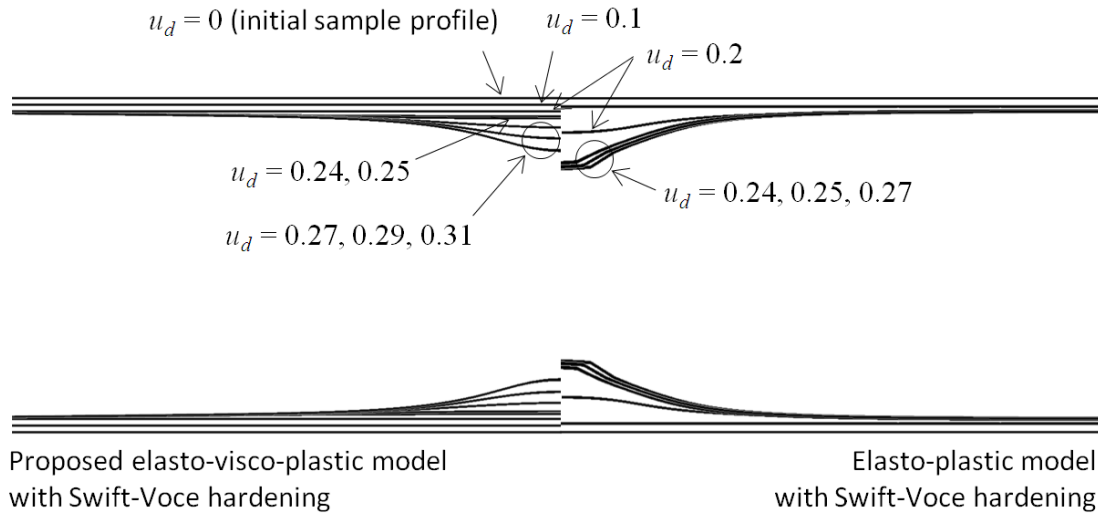 u_d = 0 (initial sample profile)
u_d = 0.1
u_d = 0.2
u_d = 0.24, 0.25
u_d = 0.24, 0.25, 0.27
u_d = 0.27, 0.29, 0.31
Proposed elasto-visco-plastic model
with Swift-Voce hardening
Elasto-plastic model
with Swift-Voce hardening